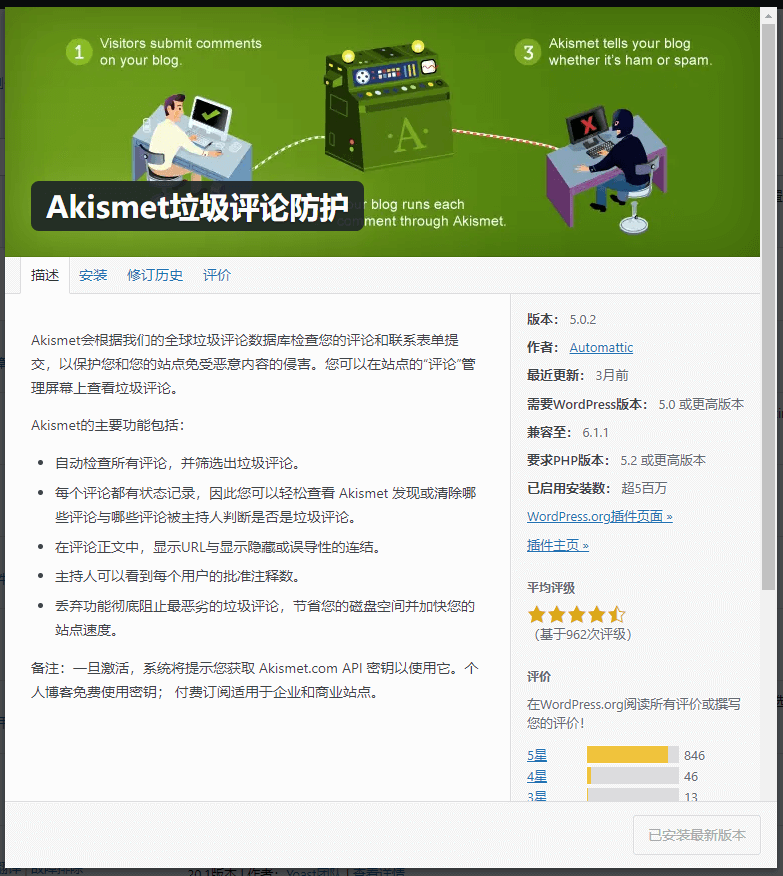 1 Visitors submit comments
on your blog.
3 Akismet tells your blog
whether it's ham or spam.
A
blog runs each
through Akismet.
Akismet垃圾评论防护
描述 安装 修订历史 评价
Akismet会根据我们的全球垃圾评论数据库检查您的评论和联系表单提
交，以保护您和您的站点免受恶意内容的侵害。您可以在站点的“评论”管
理屏幕上查看垃圾评论。
Akismet的主要功能包括：
• 自动检查所有评论，并筛选出垃圾评论。
• 每个评论都有状态记录，因此您可以轻松查看 Akismet 发现或清除哪
些评论与哪些评论被主持人判断是否是垃圾评论。
• 在评论正文中，显示URL与显示隐藏或误导性的连结。
• 主持人可以看到每个用户的批准注释数。
• 丢弃功能彻底阻止最恶劣的垃圾评论，节省您的磁盘空间并加快您的
站点速度。
备注：一旦激活，系统将提示您获取 Akismet.com API 密钥以使用它。个
人博客免费使用密钥； 付费订阅适用于企业和商业站点。
版本： 5.0.2
作者： Automattic
最近更新： 3月前
需要WordPress版本： 5.0 或更高版本
兼容至： 6.1.1
要求PHP版本： 5.2 或更高版本
已启用安装数： 超5百万
WordPress.org插件页面 »
插件主页 »
平均评级
（基于962次评级）
评价
在WordPress.org阅读所有评价或撰写
您的评价！
5星 846
4星 46
3星 13
已安装最新版本
20.1版本 | 作者：Yoast团队 | 查看详情